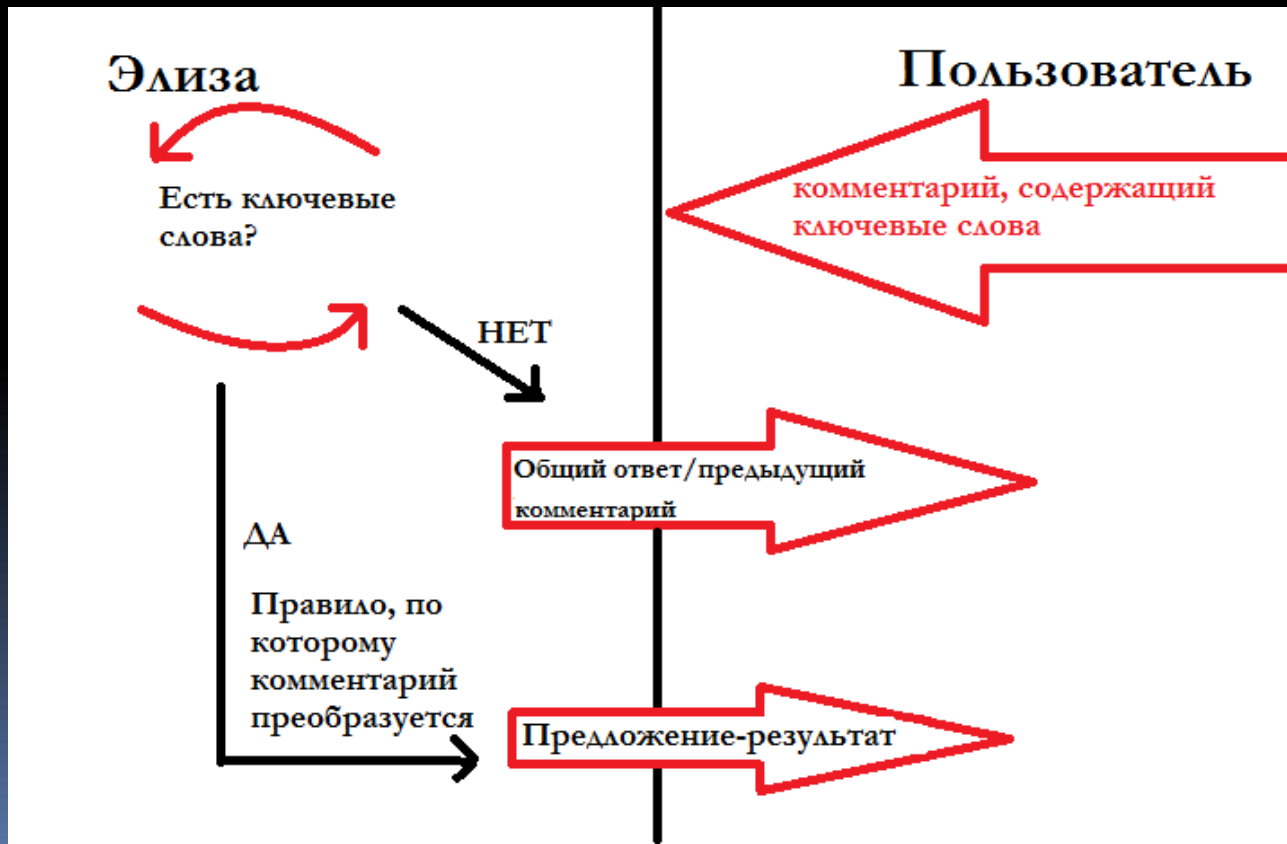 Элиза
Пользователь
Есть ключевые
слова?
комментарий, содержащий
ключевые слова
НЕТ
Общий ответ/предыдущий
комментарий
ДА
Правило, по
которому
комментарий
преобразуется
Предложение-результат